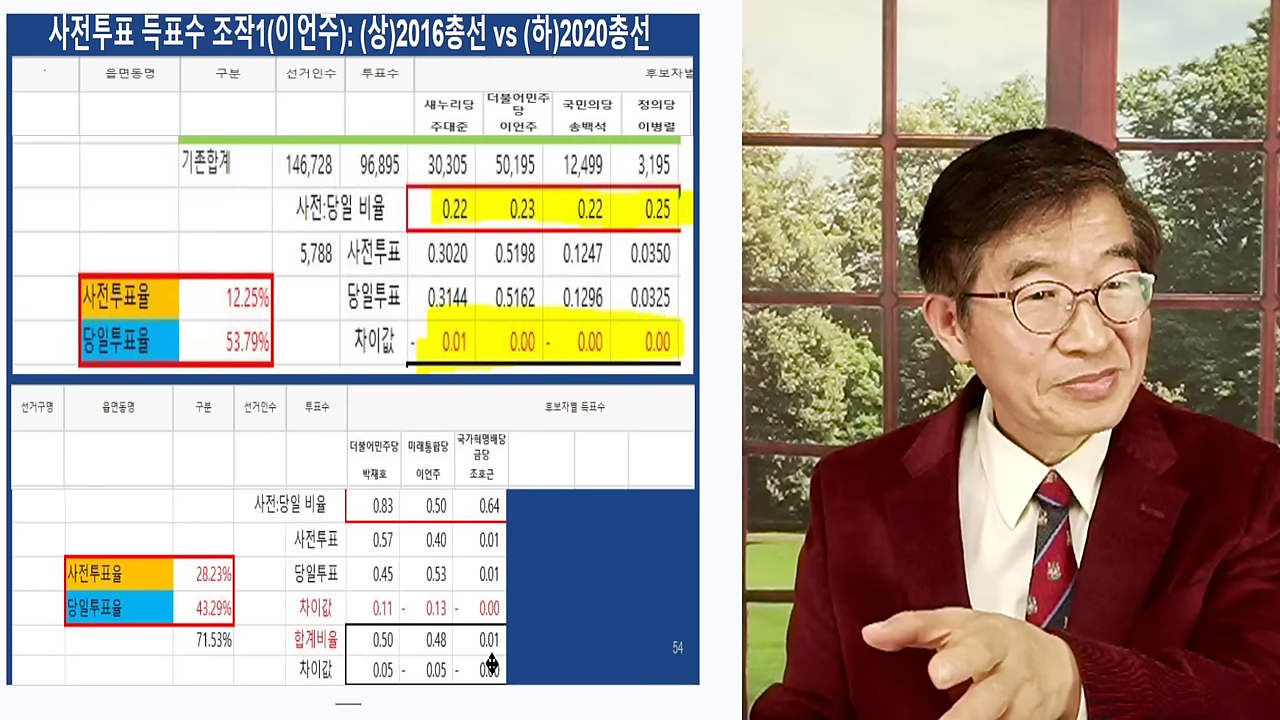 사전투표 득표수 조작1(이언주): (상)2016총선 vs (하)2020총선
읍면동명 구분 선거인수 투표수 후보자별
새누리당 더불어민주당 국민의당 정의당
주대준 이언주 송백석 이병렬
기존합계 146,728 96,895 30,305 50,195 12,499 3,195
사전:당일 비율 0.22 0.23 0.22 0.25
5,788 사전투표 0.3020 0.5198 0.1247 0.0350
사전투표율 12.25% 당일투표 0.3144 0.5162 0.1296 0.0325
당일투표율 53.79% 차이값 - 0.01 0.00 - 0.00 0.00
선거구명 읍면동명 구분 선거인수 투표수 후보자별 득표수
더불어민주당 미래통합당 국가혁명배당금당
박재호 이언주 조호근
사전:당일 비율 0.83 0.50 0.64
사전투표 0.57 0.40 0.01
사전투표율 28.23% 당일투표 0.45 0.53 0.01
당일투표율 43.29% 차이값 0.11 - 0.13 - 0.00
71.53% 합계비율 0.50 0.48 0.01
차이값 0.05 - 0.05 - 0.00
54